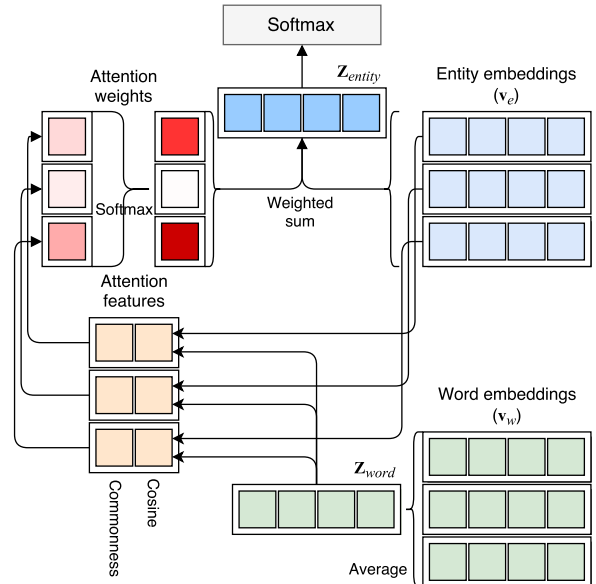 Softmax
Z_entity
Attention
weights
Entity embeddings
(v_e)
Softmax
Weighted
sum
Attention
features
Word embeddings
(v_w)
Z_word
Cosine
Commonness
Average